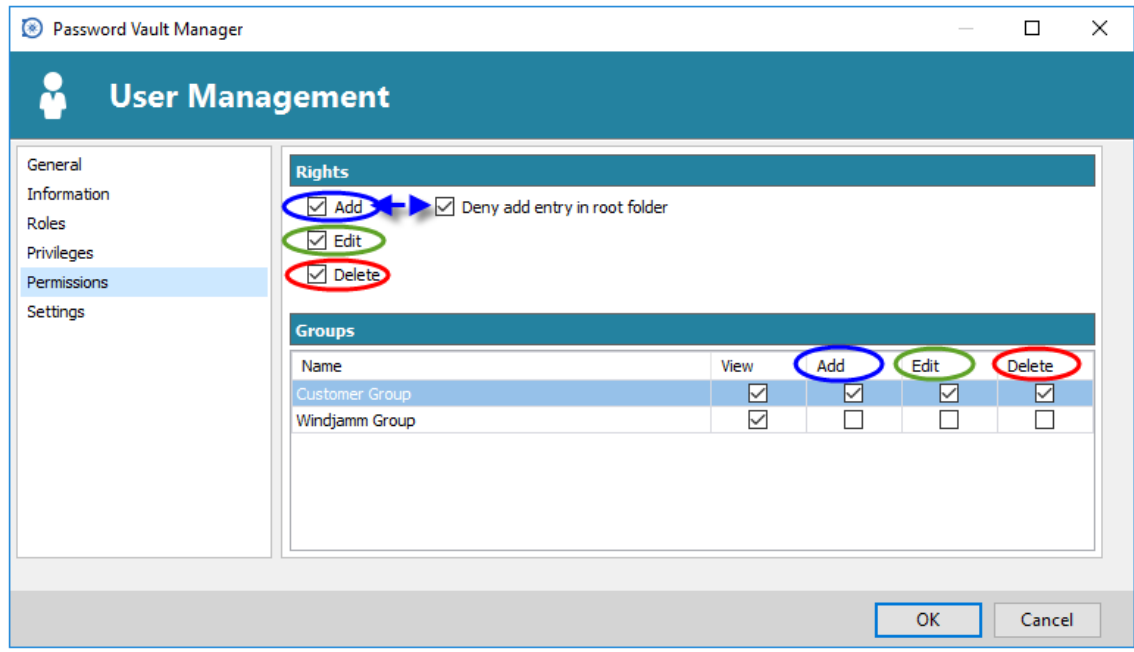 Password Vault Manager
User Management
General
Information
Roles
Privileges
Permissions
Settings
Rights
Add Deny add entry in root folder
Edit
Delete
Groups
Name View Add Edit Delete
Customer Group
Windjamm Group
OK Cancel